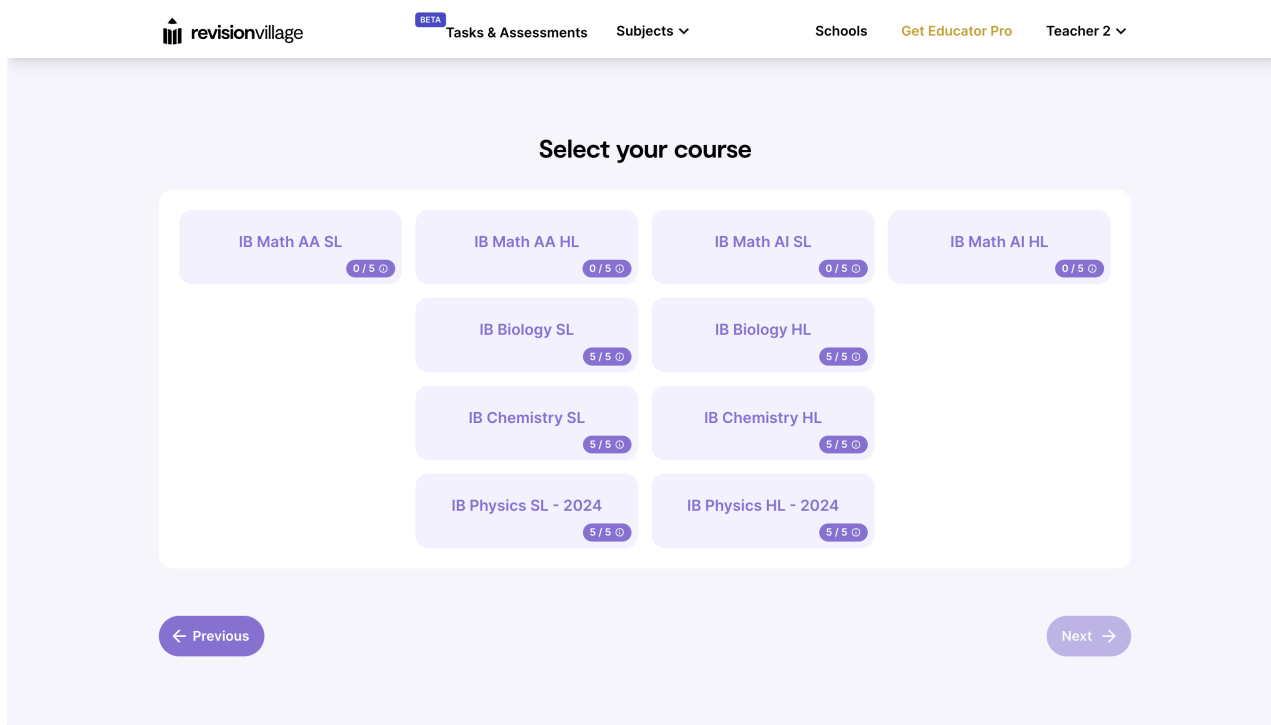 revisionvillage
BETA
Tasks & Assessments
Subjects
Schools
Get Educator Pro
Teacher 2
Select your course
IB Math AA SL
0 / 5
IB Math AA HL
0 / 5
IB Math AI SL
0 / 5
IB Math AI HL
0 / 5
IB Biology SL
5 / 5
IB Biology HL
5 / 5
IB Chemistry SL
5 / 5
IB Chemistry HL
5 / 5
IB Physics SL - 2024
5 / 5
IB Physics HL - 2024
5 / 5
Previous
Next